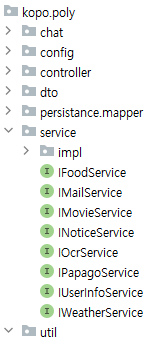 kopo.poly
chat
config
controller
dto
persistance.mapper
service
impl
I IFoodService
I IMailService
I IMovieService
I INoticeService
I IOcrService
I IPapagoService
I IUserInfoService
I IWeatherService
util